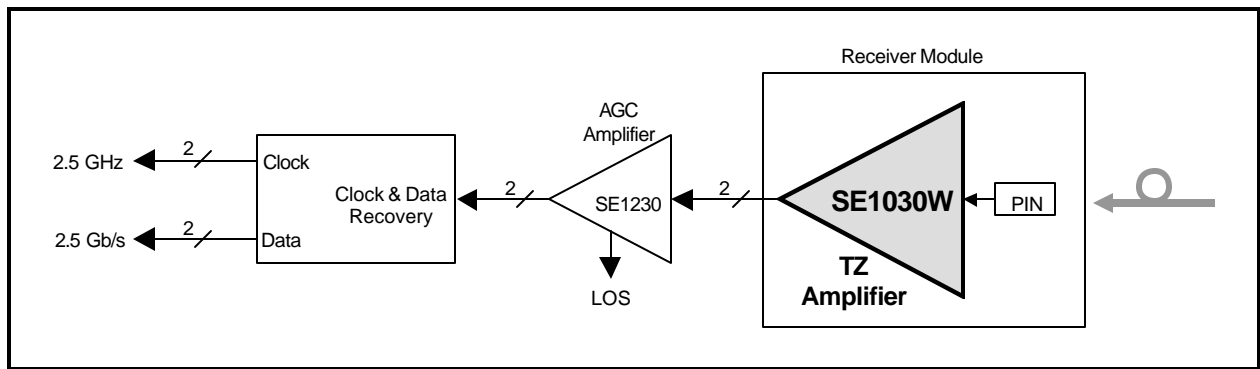 Receiver Module
AGC
Amplifier
2
2.5 GHz
Clock
Clock & Data
Recovery
2
SE1230
2
SE1030W
PIN
2
2.5 Gb/s
Data
LOS
TZ
Amplifier